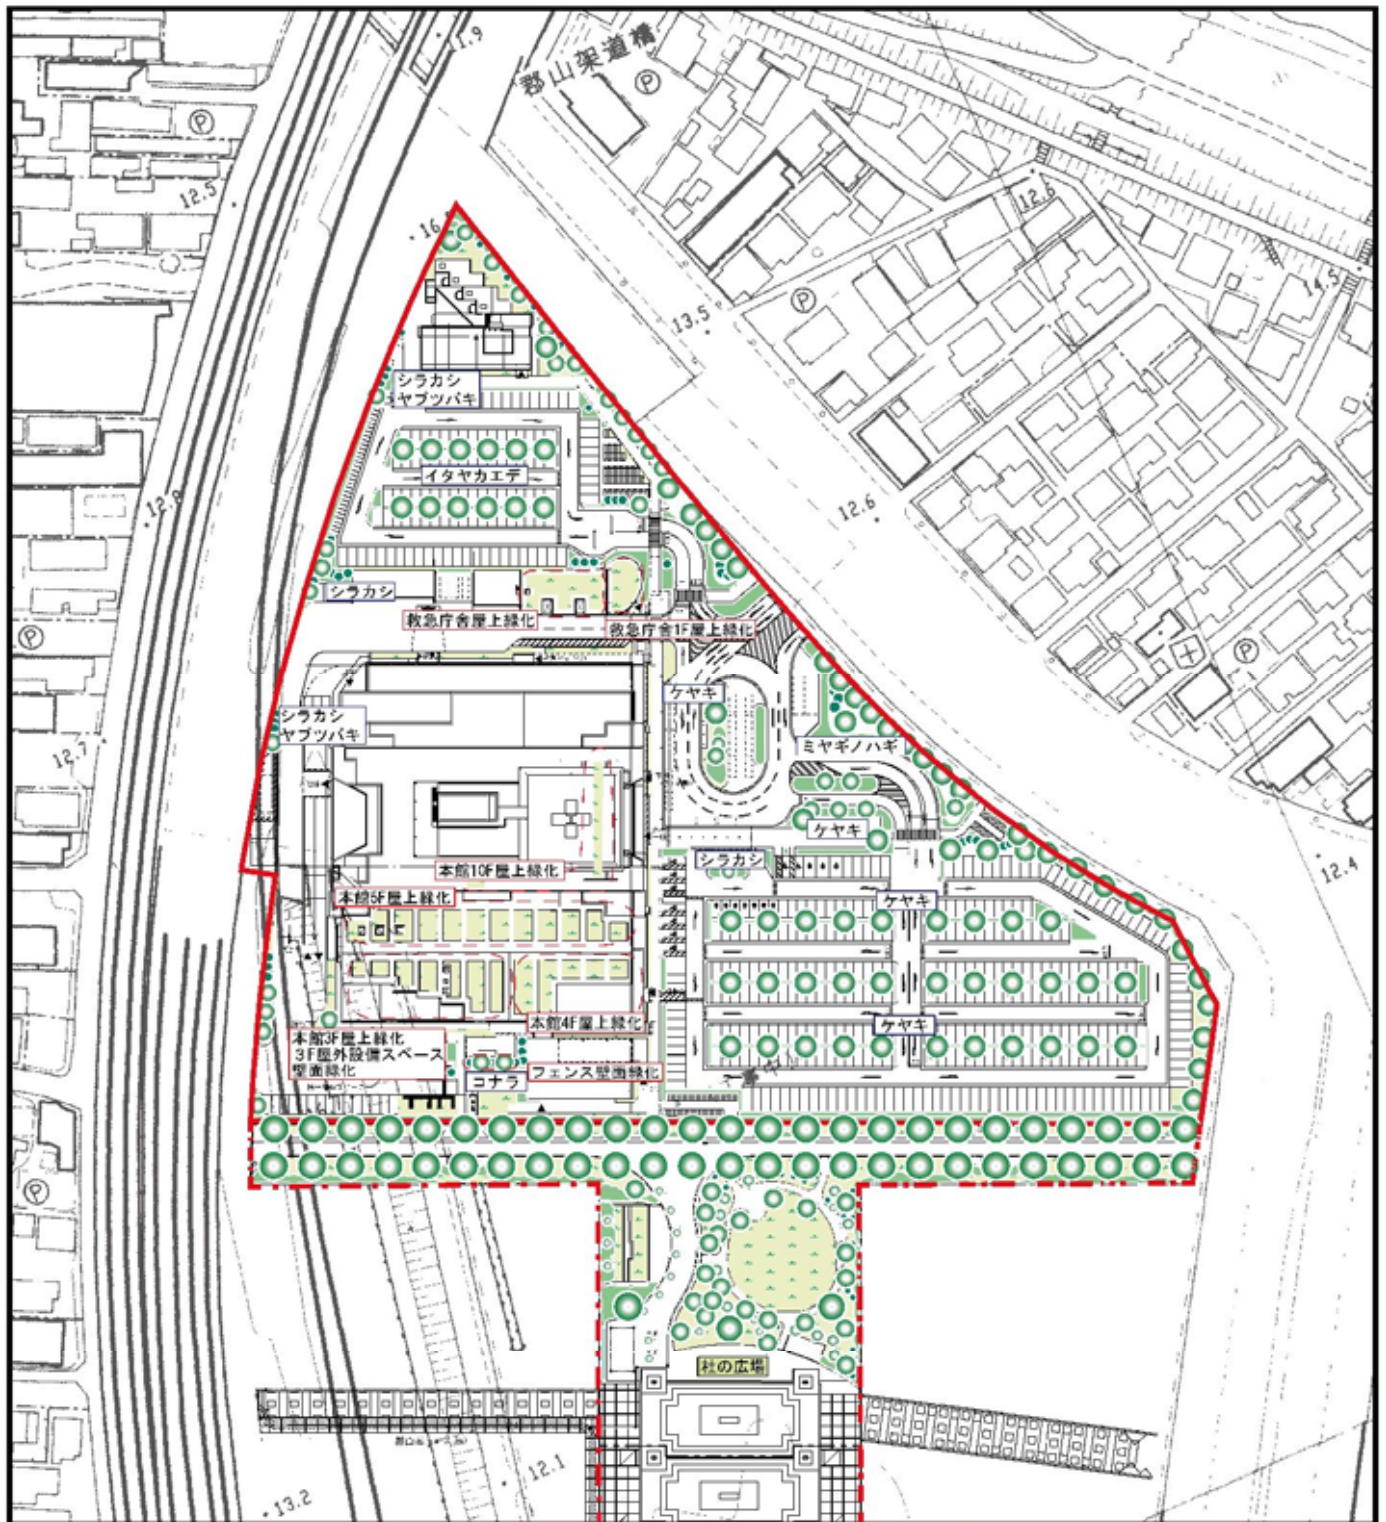 1.9
郡山架道橋
P
P
12.5
12.6
16.
14.5
P
13.5
シラカシ
ヤブツバキ
イタヤカエデ
12.9
12.6
シラカシ
救急庁舎屋上緑化
救急庁舎1F屋上緑化
P
P
ケヤキ
シラカシ
ヤブツバキ
ミヤギノハギ
12.7
ケヤキ
シラカシ
12.4
本館10F屋上緑化
本館5F屋上緑化
ケヤキ
本館4F屋上緑化
ケヤキ
本館3F屋上緑化
3F屋外設備スペース
壁面緑化
コナラ
フェンス壁面緑化
P
杜の広場
12.1
13.2